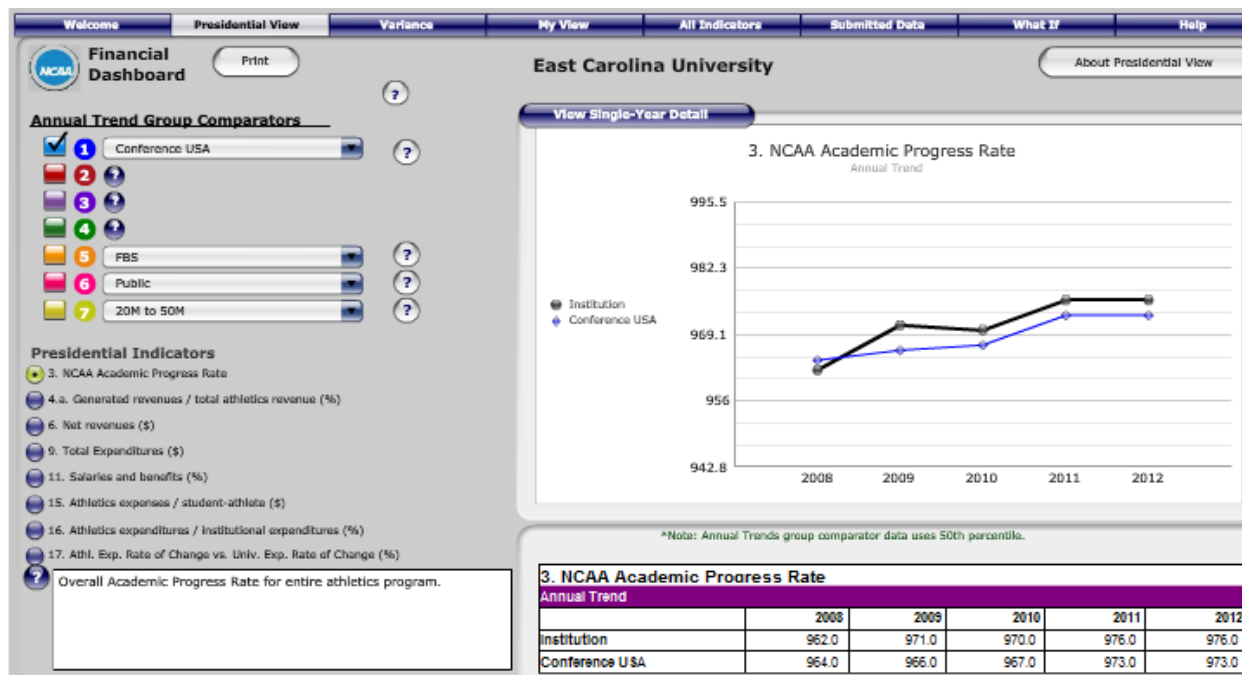 Welcome Presidential View Variance My View All Indicators Submitted Data What If Help
NCAA
Financial
Dashboard
Print
East Carolina University
About Presidential View
?
Annual Trend Group Comparators
1 Conference USA ?
2 ?
3 ?
4 ?
5 FBS ?
6 Public ?
7 20M to 50M ?
Presidential Indicators
3. NCAA Academic Progress Rate
4.a. Generated revenues / total athletics revenue (%)
6. Net revenues ($)
9. Total Expenditures ($)
11. Salaries and benefits (%)
15. Athletics expenses / student-athlete ($)
16. Athletics expenditures / institutional expenditures (%)
17. Athl. Exp. Rate of Change vs. Univ. Exp. Rate of Change (%)
?
Overall Academic Progress Rate for entire athletics program.
View Single-Year Detail
3. NCAA Academic Progress Rate
Annual Trend
995.5
982.3
969.1
956
942.8
Institution
Conference USA
2008 2009 2010 2011 2012
*Note: Annual Trends group comparator data uses 50th percentile.
3. NCAA Academic Progress Rate
Annual Trend
2008 2009 2010 2011 2012
Institution 962.0 971.0 970.0 976.0 976.0
Conference USA 964.0 966.0 967.0 973.0 973.0